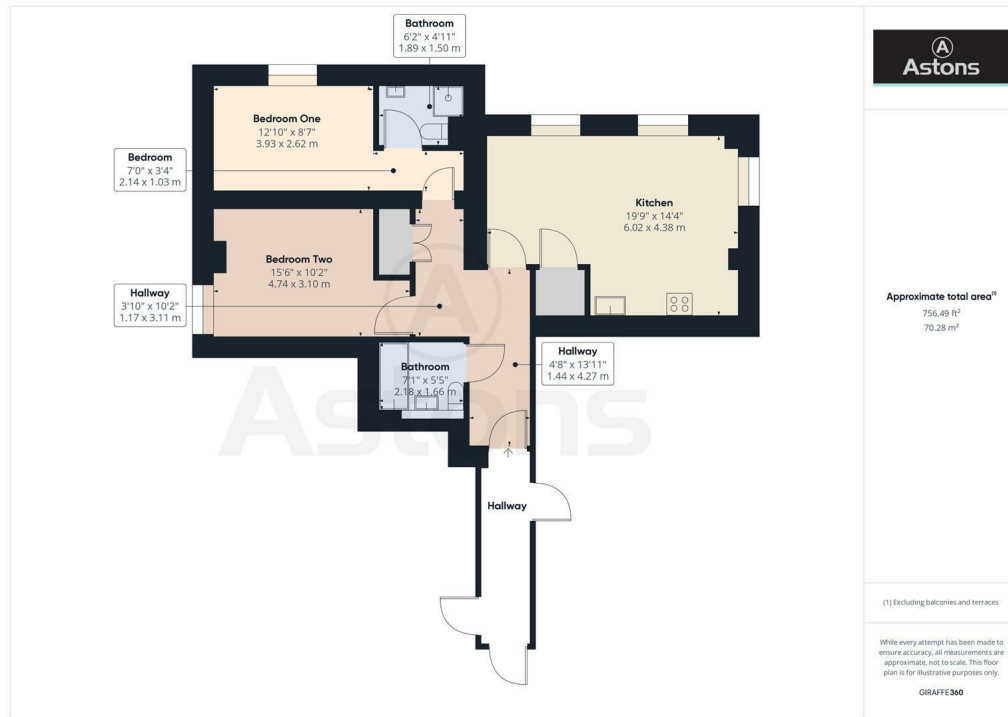 Bathroom
6'2" x 4'11"
1.89 x 1.50 m
Bedroom One
12'10" x 8'7"
3.93 x 2.62 m
Bedroom
7'0" x 3'4"
2.14 x 1.03 m
Kitchen
19'9" x 14'4"
6.02 x 4.38 m
Bedroom Two
15'6" x 10'2"
4.74 x 3.10 m
Hallway
3'10" x 10'2"
1.17 x 3.11 m
Hallway
4'8" x 13'11"
1.44 x 4.27 m
Bathroom
7'1" x 5'5"
2.18 x 1.66 m
Hallway
A
Astons
A
Astons
Approximate total area(1)
756.49 ft²
70.28 m²
(1) Excluding balconies and terraces
While every attempt has been made to
ensure accuracy, all measurements are
approximate, not to scale. This floor
plan is for illustrative purposes only.
GIRAFFE360